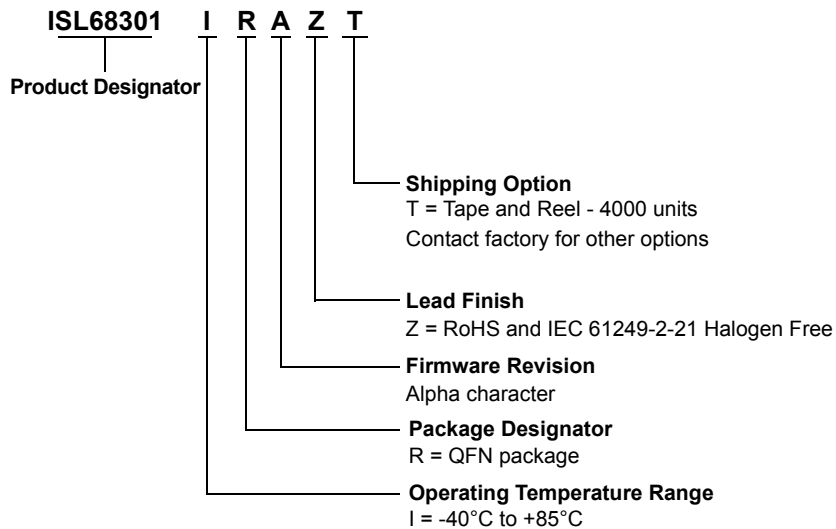 ISL68301 I R A Z T
Product Designator
Shipping Option
T = Tape and Reel - 4000 units
Contact factory for other options
Lead Finish
Z = RoHS and IEC 61249-2-21 Halogen Free
Firmware Revision
Alpha character
Package Designator
R = QFN package
Operating Temperature Range
I = -40°C to +85°C